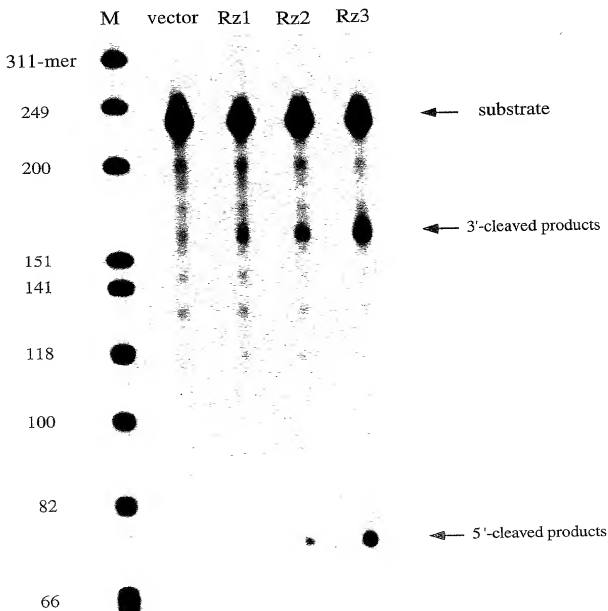 M vector Rz1 Rz2 Rz3
311-mer
249 substrate
200
3'-cleaved products
151
141
118
100
82
5'-cleaved products
66